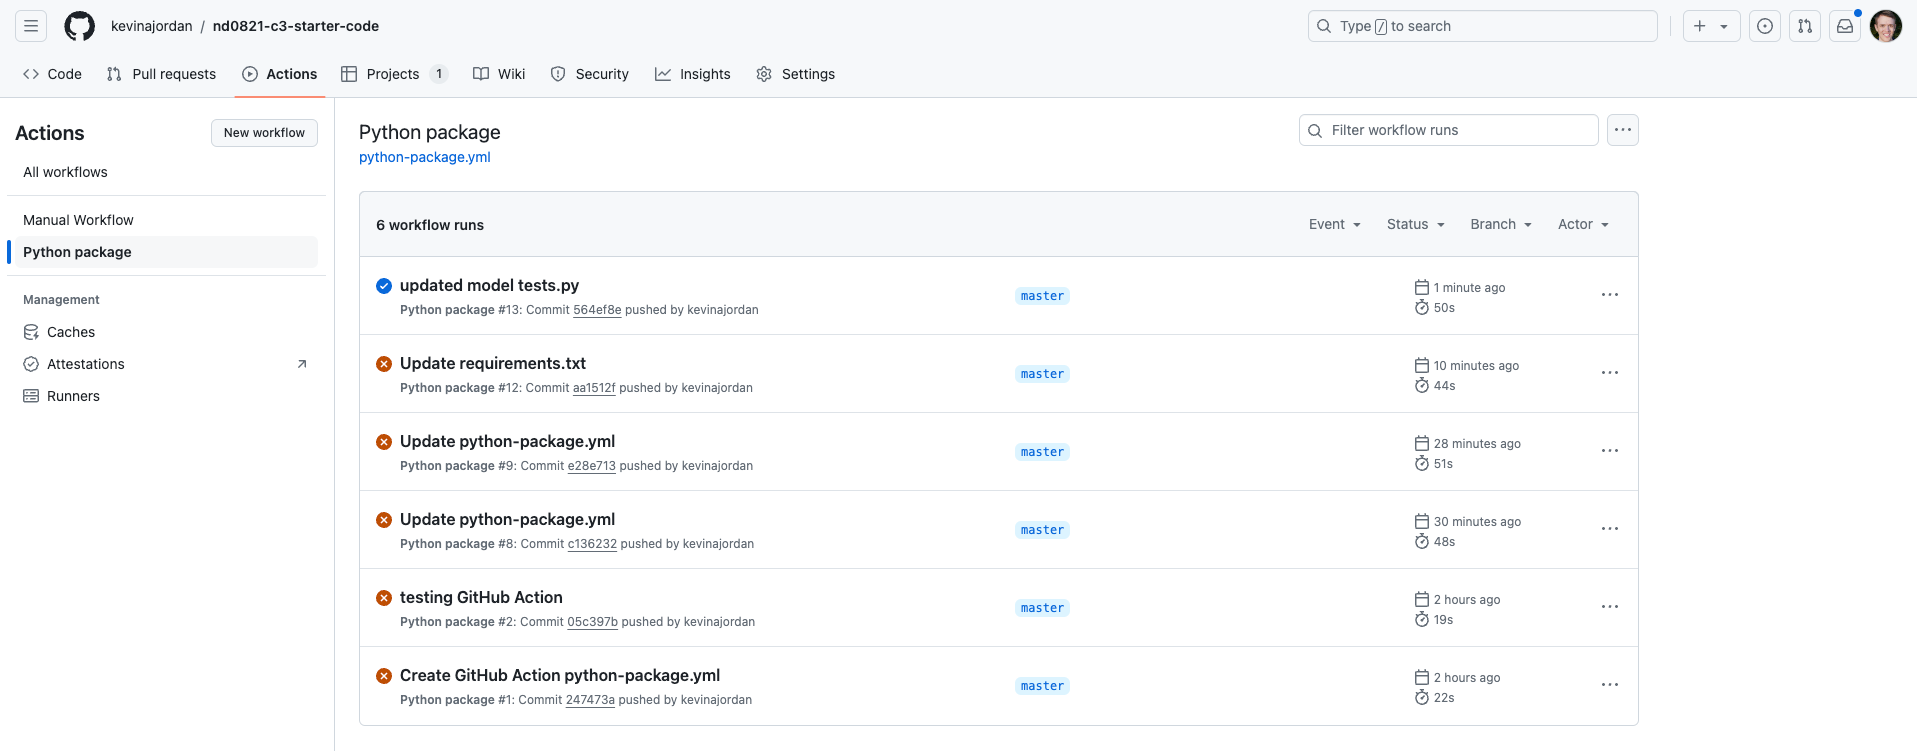 kevinajordan / nd0821-c3-starter-code
Type / to search
Code
Pull requests
Actions
Projects 1
Wiki
Security
Insights
Settings
Actions
New workflow
All workflows
Manual Workflow
Python package
Management
Caches
Attestations
Runners
Python package
python-package.yml
Filter workflow runs
6 workflow runs
Event
Status
Branch
Actor
updated model tests.py
Python package #13: Commit 564ef8e pushed by kevinajordan
master
1 minute ago
50s
Update requirements.txt
Python package #12: Commit aa1512f pushed by kevinajordan
master
10 minutes ago
44s
Update python-package.yml
Python package #9: Commit e28e713 pushed by kevinajordan
master
28 minutes ago
51s
Update python-package.yml
Python package #8: Commit c136232 pushed by kevinajordan
master
30 minutes ago
48s
testing GitHub Action
Python package #2: Commit 05c397b pushed by kevinajordan
master
2 hours ago
19s
Create GitHub Action python-package.yml
Python package #1: Commit 247473a pushed by kevinajordan
master
2 hours ago
22s